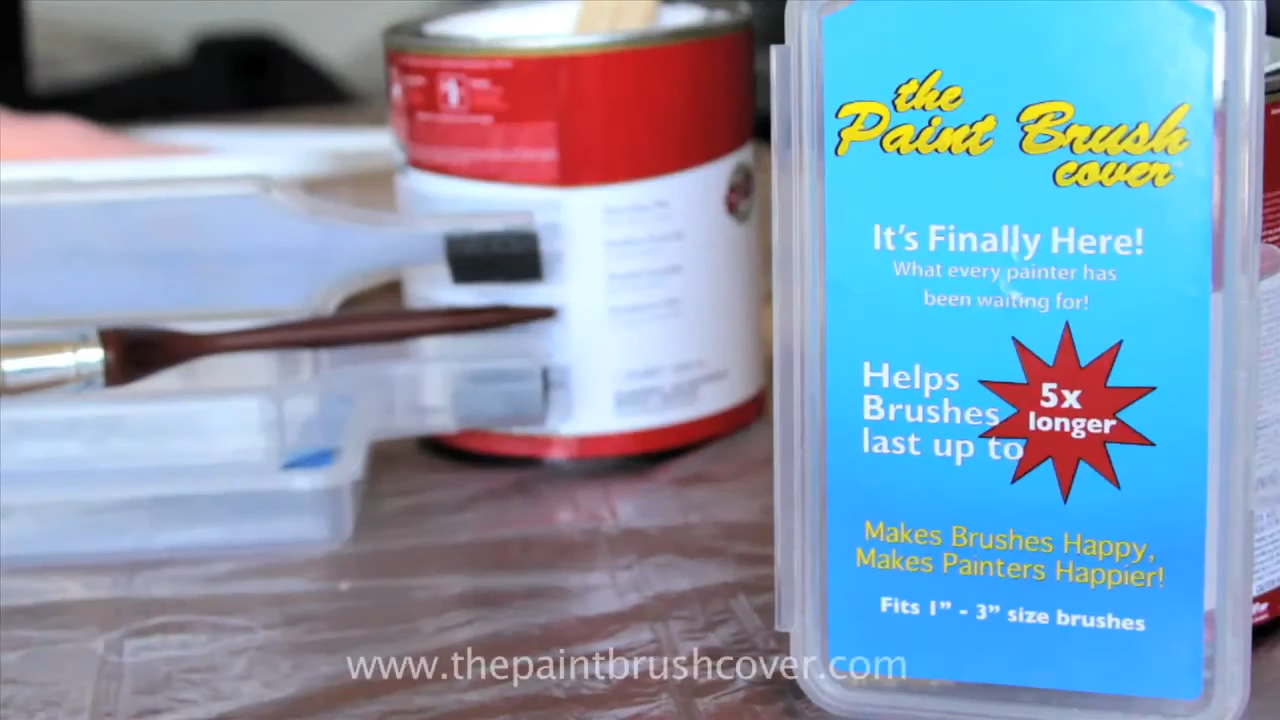 the
Paint Brush
cover
It's Finally Here!
What every painter has
been waiting for!
Helps
Brushes
last up to
5x
longer
Makes Brushes Happy,
Makes Painters Happier!
Fits 1" - 3" size brushes
www.thepaintbrushcover.com